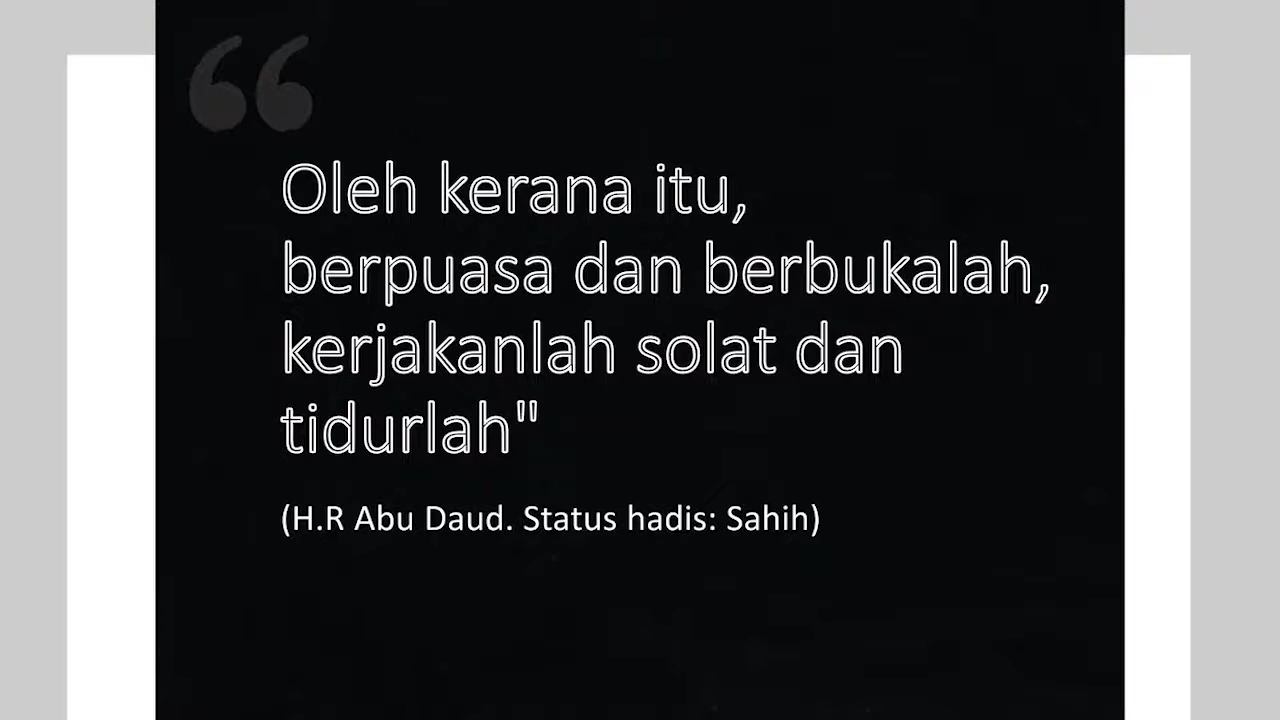 “
Oleh kerana itu,
berpuasa dan berbukalah,
kerjakanlah solat dan
tidurlah"
(H.R Abu Daud. Status hadis: Sahih)